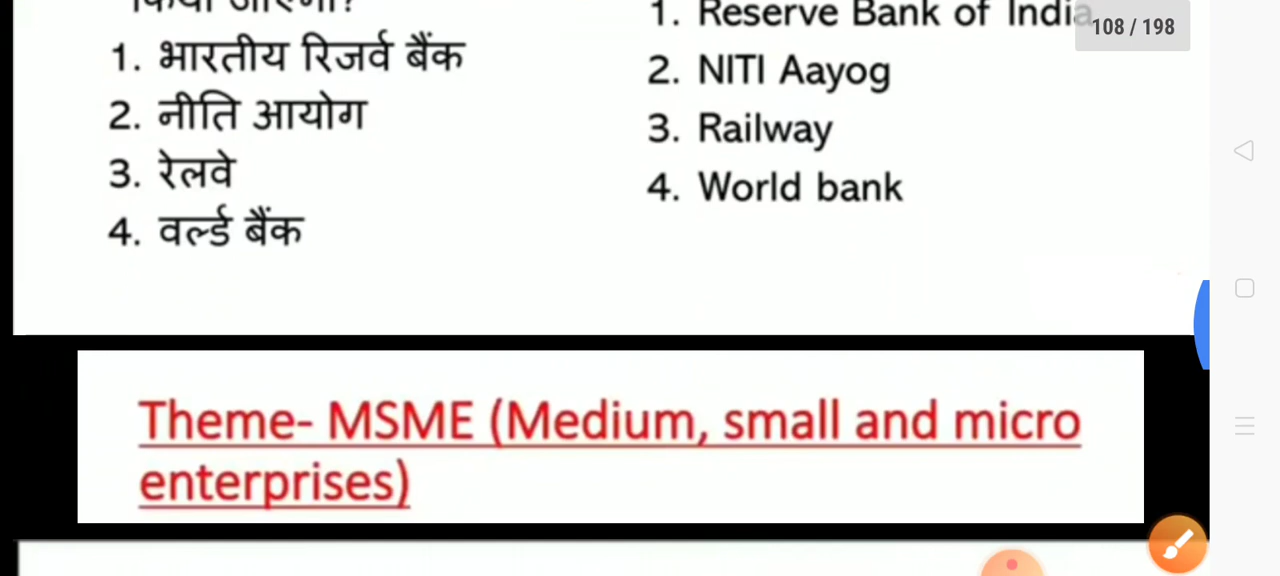 1. भारतीय रिजर्व बैंक
2. नीति आयोग
3. रेलवे
4. वर्ल्ड बैंक
1. Reserve Bank of India
2. NITI Aayog
3. Railway
4. World bank
108 / 198
Theme- MSME (Medium, small and micro
enterprises)